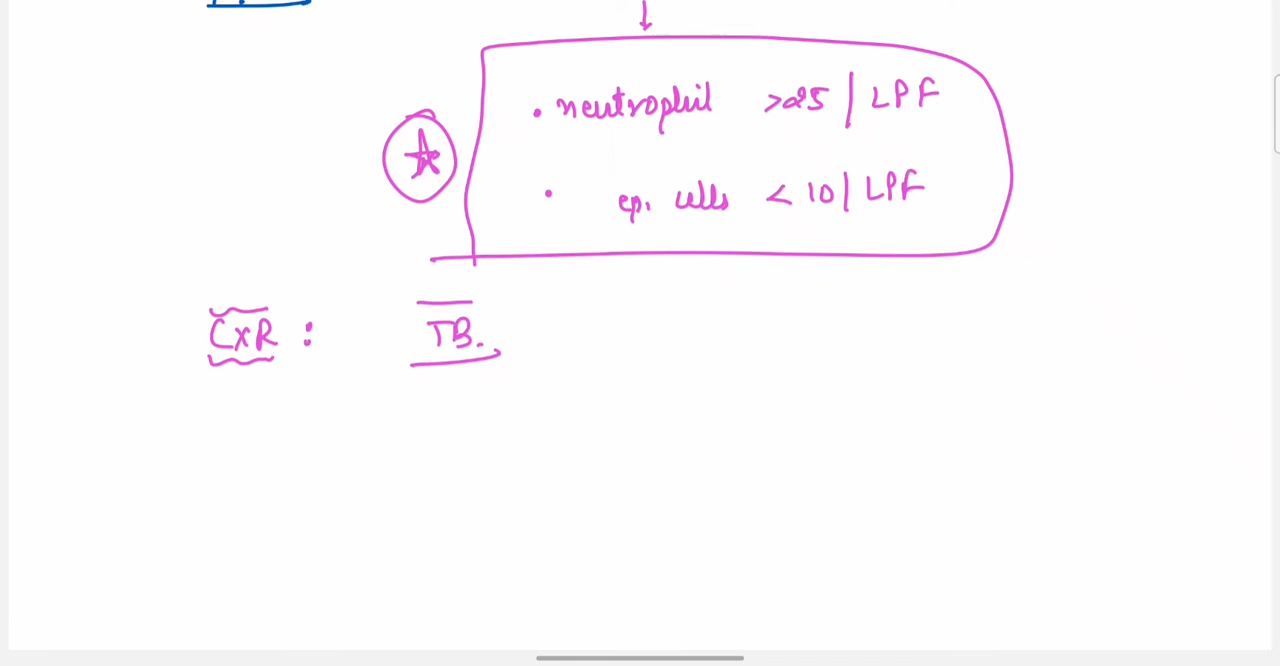 • neutrophil >25 | LPF
• ep. cells < 10 | LPF
CXR : TB.